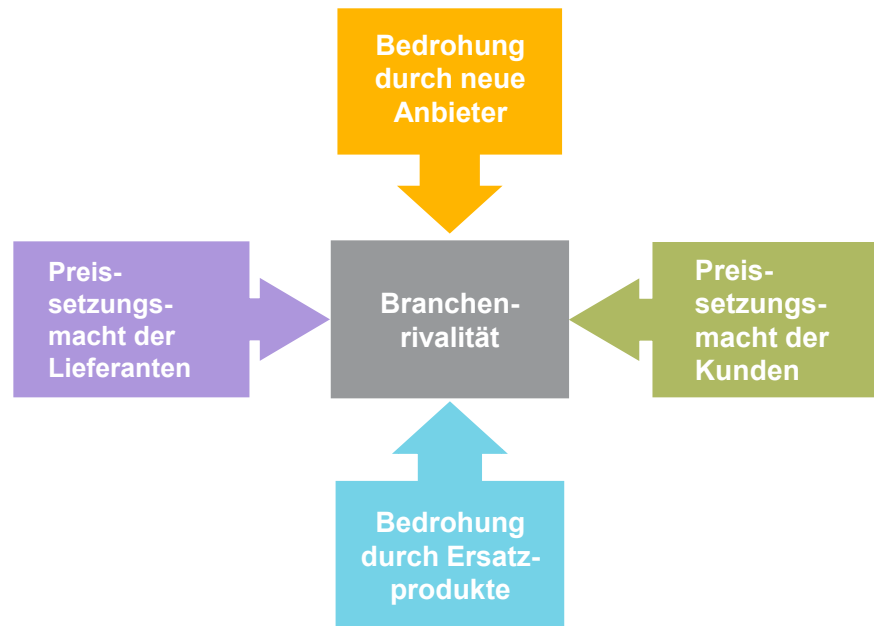 Bedrohung
durch neue
Anbieter
Preis-
setzungs-
macht der
Lieferanten
Branchen-
rivalität
Preis-
setzungs-
macht der
Kunden
Bedrohung
durch Ersatz-
produkte